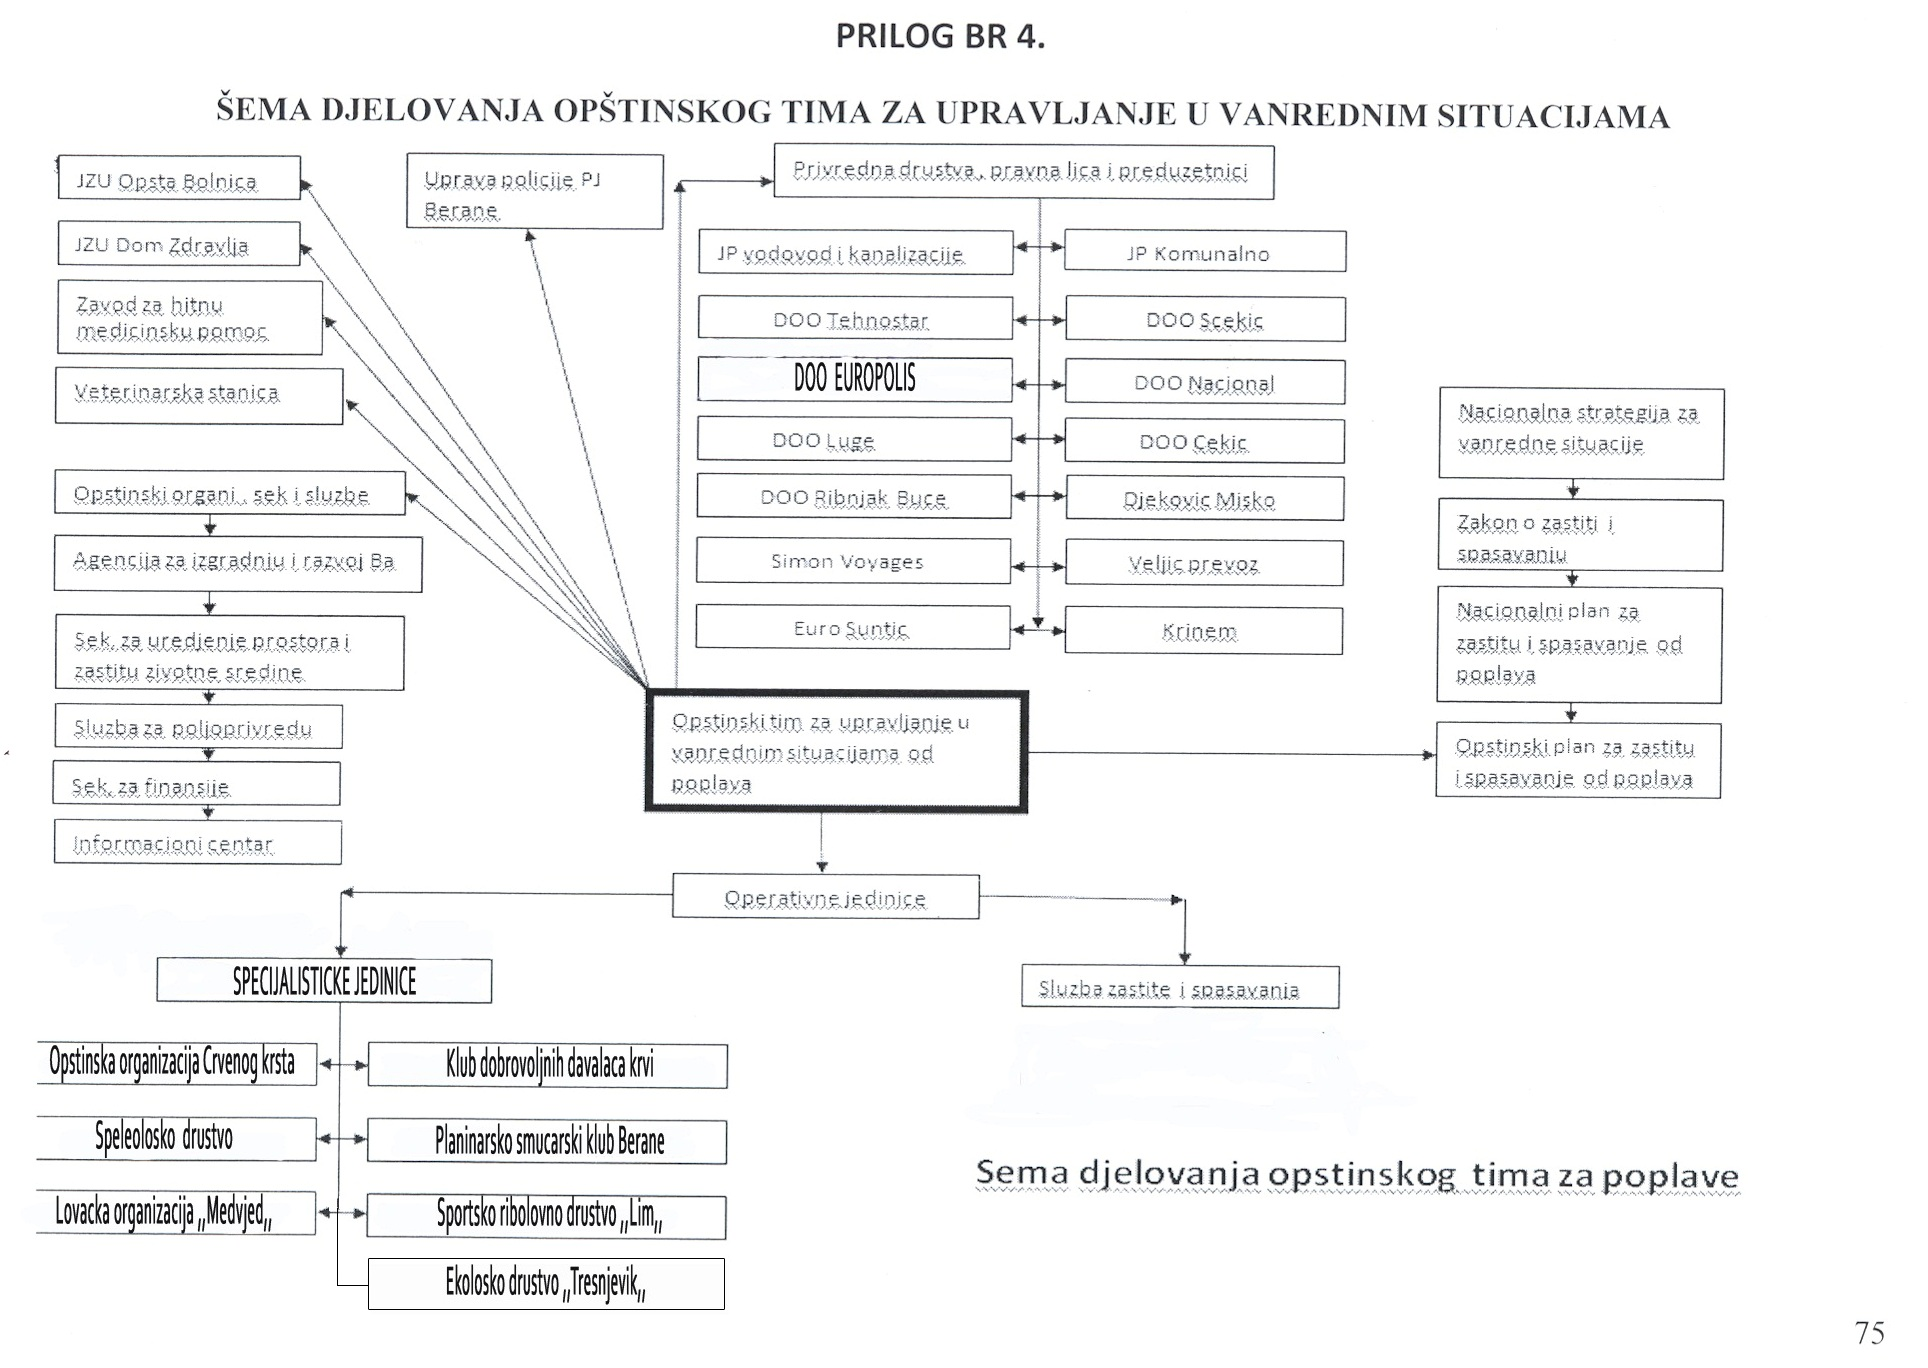 PRILOG BR 4.
ŠEMA DJELOVANJA OPŠTINSKOG TIMA ZA UPRAVLJANJE U VANREDNIM SITUACIJAMA
JZU Opsta Bolnica
JZU Dom Zdravlja
Zavod za hitnu
medicinsku pomoc
Veterinarska stanica
Opstinski organi , sek i sluzbe
Agencija za izgradnju i razvoj Ba
Sek. za uredjenje prostora i
zastitu zivotne sredine
Sluzba za poljoprivredu
Sek. za finansije
Informacioni centar
Uprava policije PJ
Berane
Privredna drustva , pravna lica i preduzetnici
JP vodovod i kanalizacije
JP Komunalno
DOO Tehnostar
DOO Scekic
DOO EUROPOLIS
DOO Nacional
DOO Luge
DOO Cekic
DOO Ribnjak Buce
Djekovic Misko
Simon Voyages
Veljic prevoz
Euro Suntic
Krinem
Nacionalna strategija za
vanredne situacije
Zakon o zastiti i
spasavanju
Nacionalni plan za
zastitu i spasavanje od
poplava
Opstinski plan za zastitu
i spasavanje od poplava
Opstinski tim za upravljanje u
vanrednim situacijama od
poplava
Operativne jedinice
SPECIJALISTICKE JEDINICE
Sluzba zastite i spasavanja
Opstinska organizacija Crvenog krsta
Klub dobrovoljnih davalaca krvi
Speleolosko drustvo
Planinarsko smucarski klub Berane
Lovacka organizacija ,,Medvjed,,
Sportsko ribolovno drustvo ,,Lim,,
Ekolosko drustvo ,,Tresnjevik,,
Sema djelovanja opstinskog tima za poplave
75